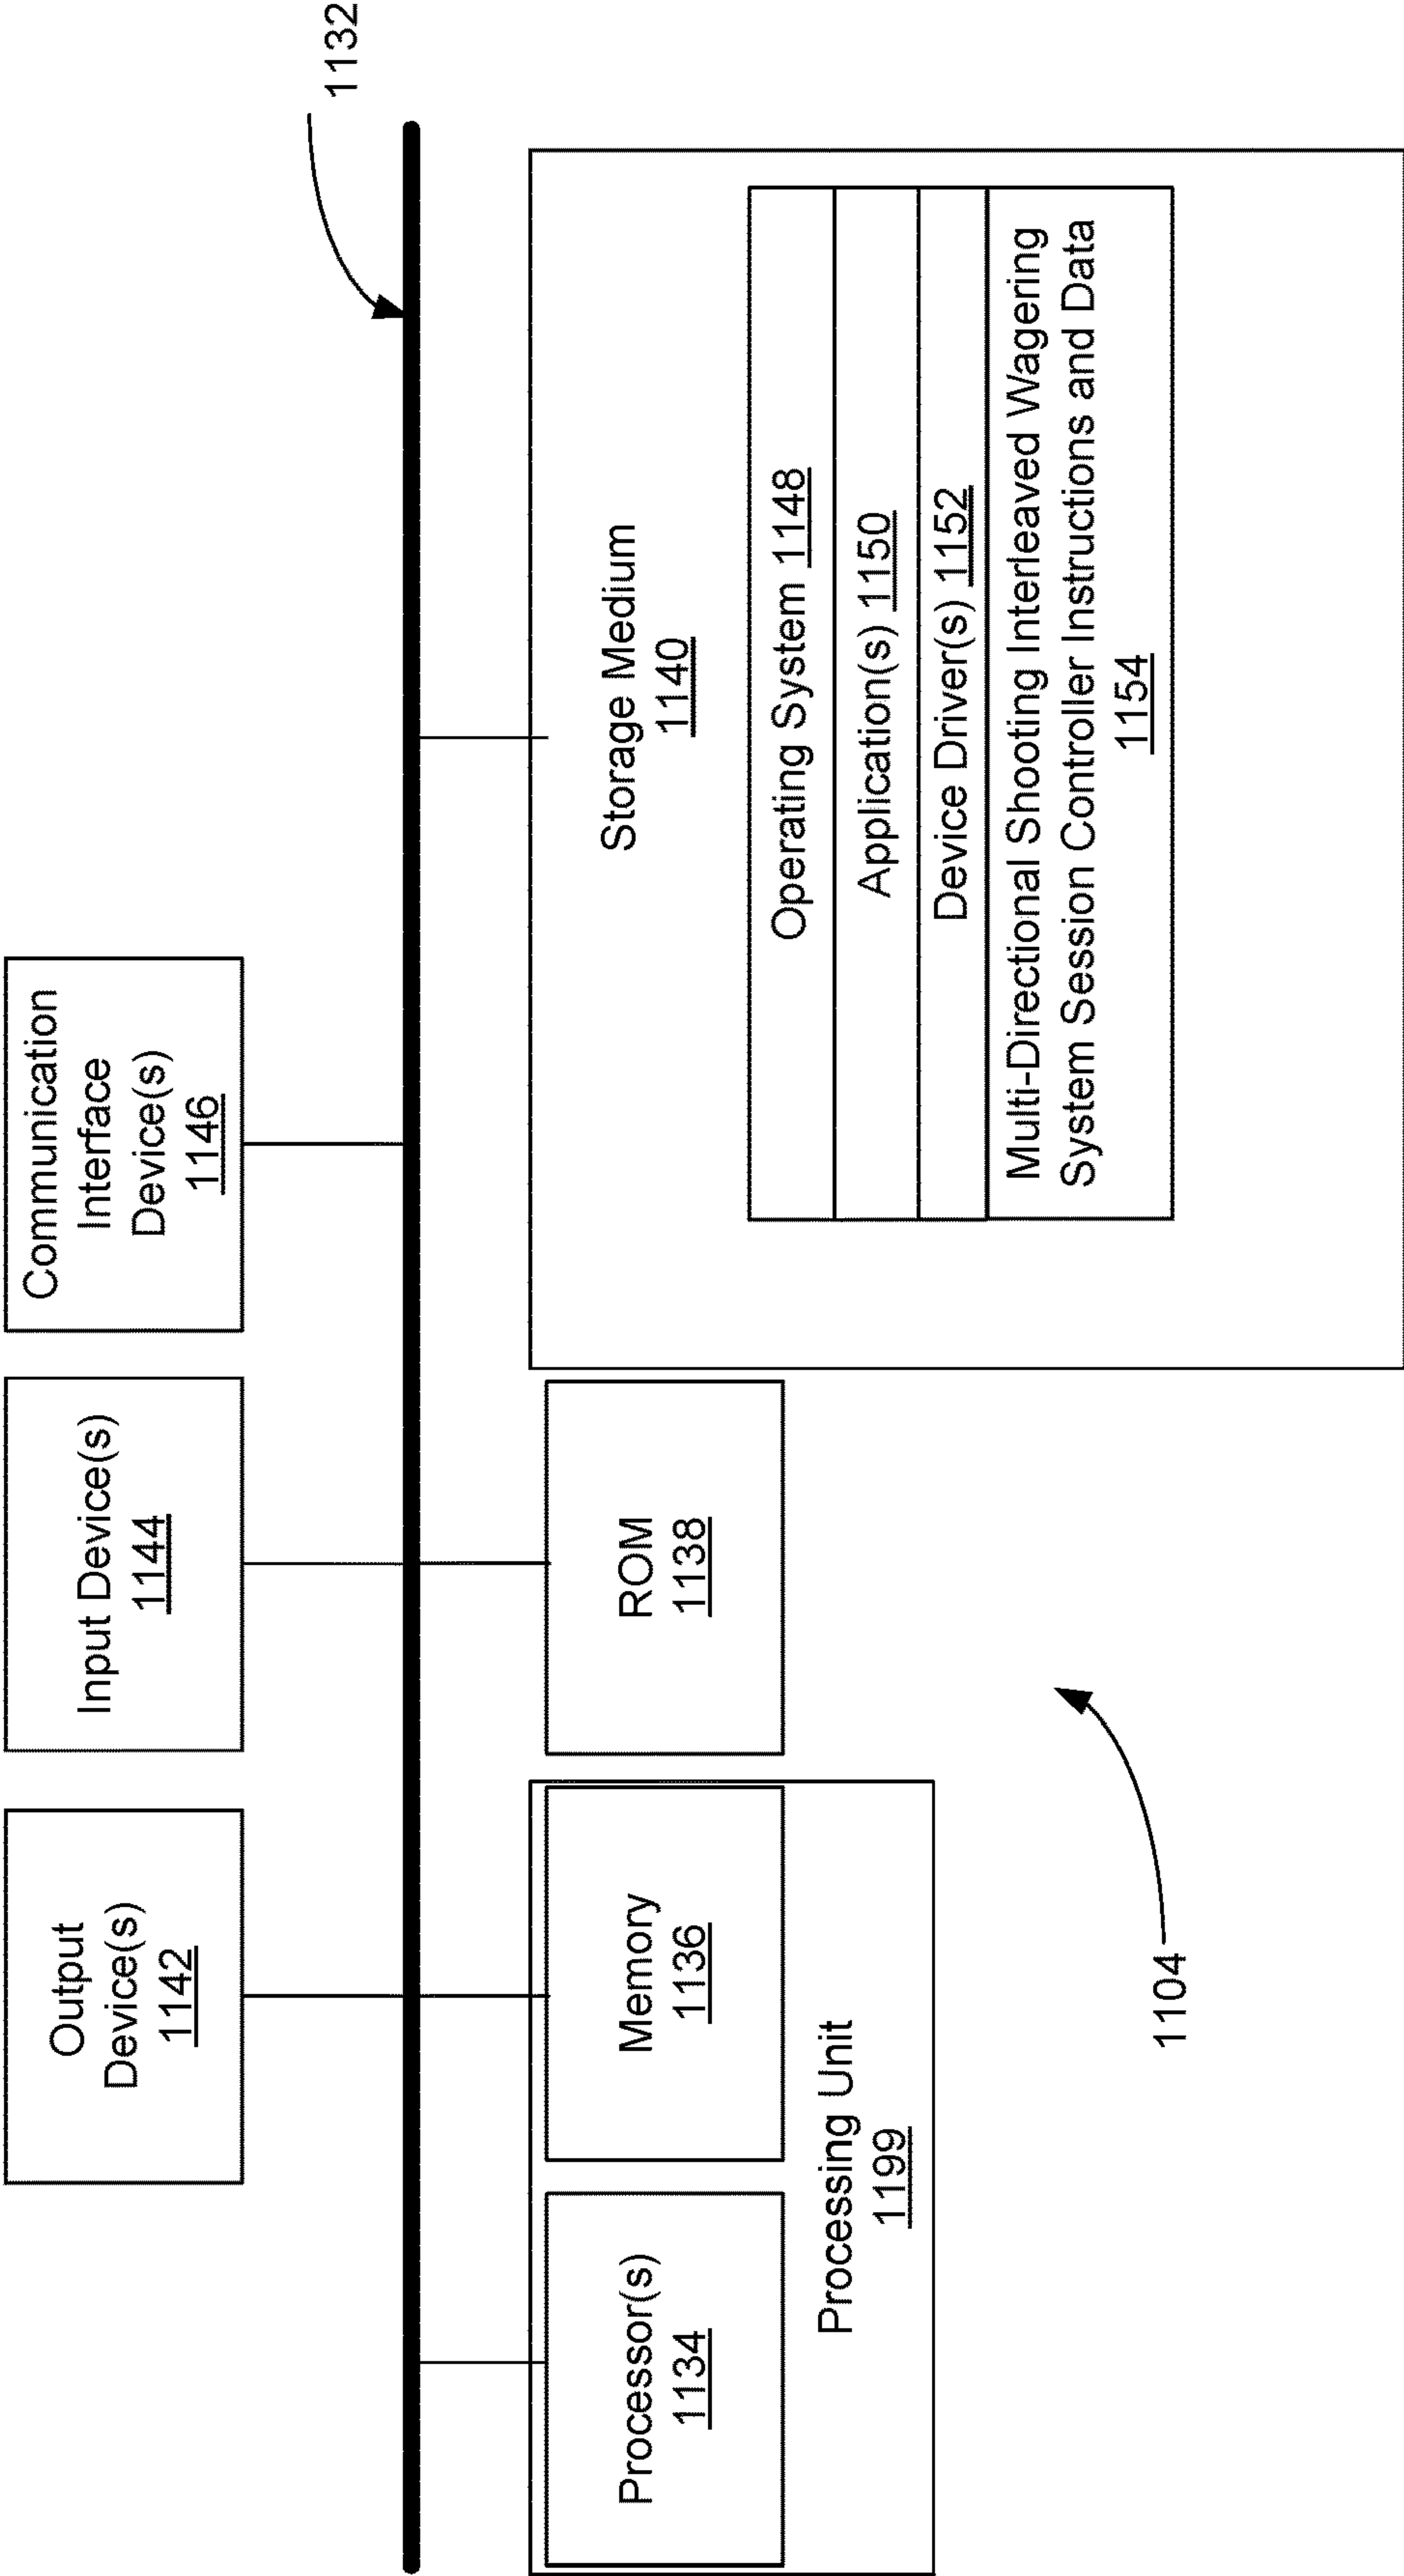 Output
Device(s)
1142
Input Device(s)
1144
Communication
Interface
Device(s)
1146
1132
Processor(s)
1134
Memory
1136
Processing Unit
1199
ROM
1138
Storage Medium
1140
Operating System 1148
Application(s) 1150
Device Driver(s) 1152
Multi-Directional Shooting Interleaved Wagering
System Session Controller Instructions and Data
1154
1104